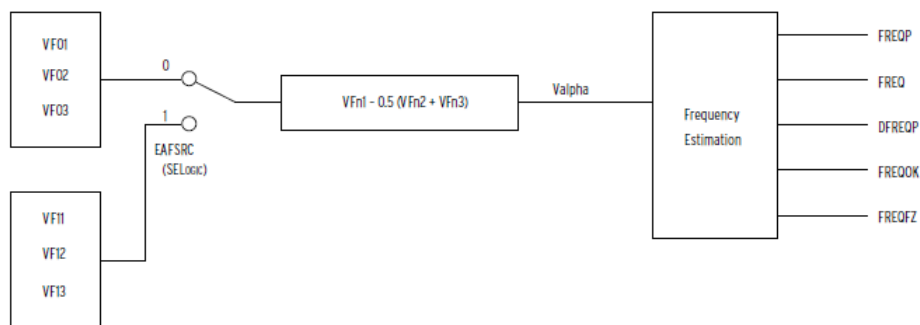 VF01
VF02
VF03
0
1
EAFSRC
(SELOGIC)
VF11
VF12
VF13
VFn1 - 0.5 (VFn2 + VFn3)
Valpha
Frequency
Estimation
FREQP
FREQ
DFREQP
FREQOK
FREQFZ